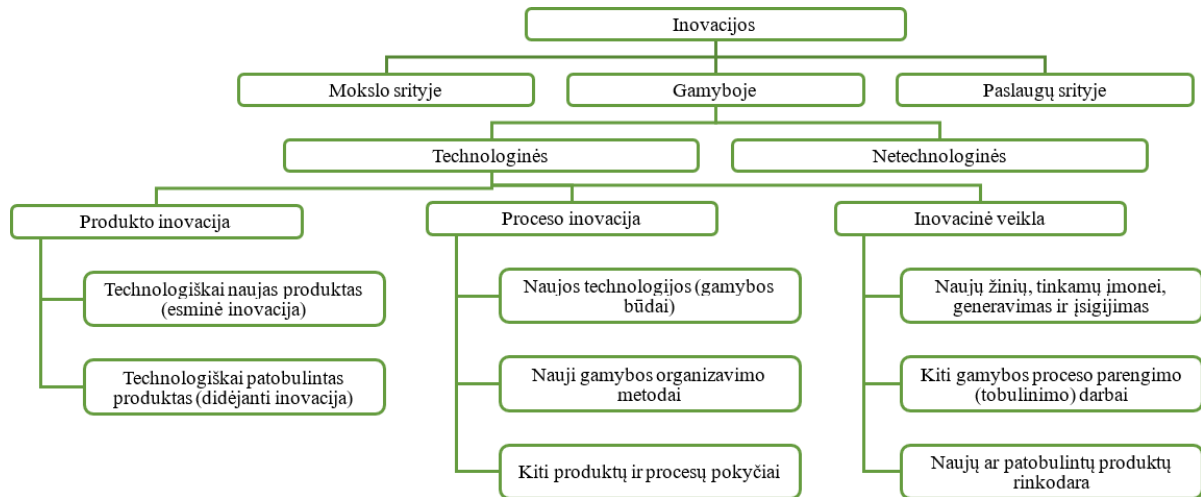 Inovacijos
Mokslo srityje
Gamyboje
Paslaugų srityje
Technologinės
Netechnologinės
Produkto inovacija
Proceso inovacija
Inovacinė veikla
Technologiškai naujas produktas
(esminė inovacija)
Technologiškai patobulintas
produktas (didėjanti inovacija)
Naujos technologijos (gamybos
būdai)
Nauji gamybos organizavimo
metodai
Kiti produktų ir procesų pokyčiai
Naujų žinių, tinkamų įmonei,
generavimas ir įsigijimas
Kiti gamybos proceso parengimo
(tobulinimo) darbai
Naujų ar patobulintų produktų
rinkodara